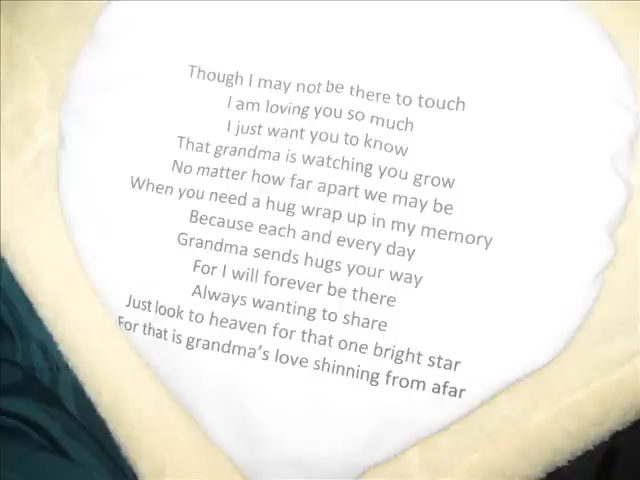 Though I may not be there to touch
I am loving you so much
I just want you to know
That grandma is watching you grow
No matter how far apart we may be
When you need a hug wrap up in my memory
Because each and every day
Grandma sends hugs your way
For I will forever be there
Always wanting to share
Just look to heaven for that one bright star
For that is grandma's love shinning from afar